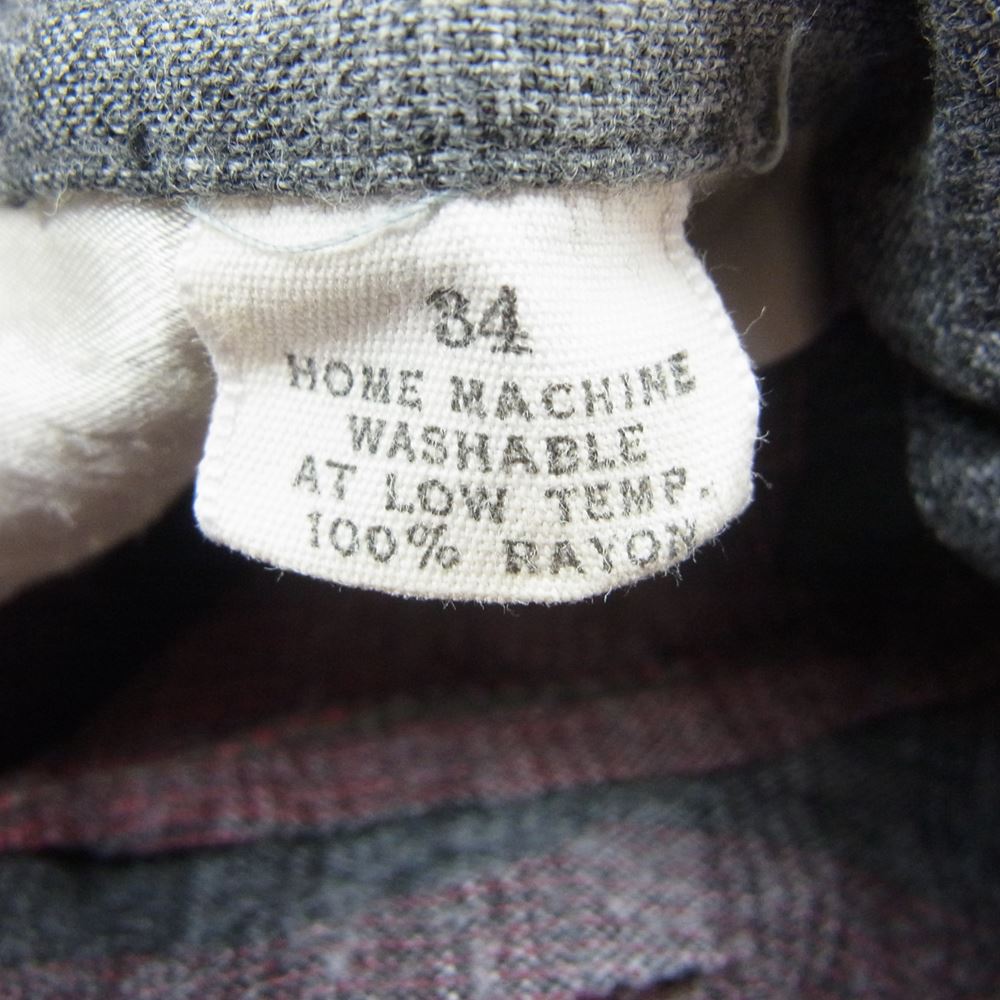 34
HOME MACHINE
WASHABLE
AT LOW TEMP.
100% RAYON